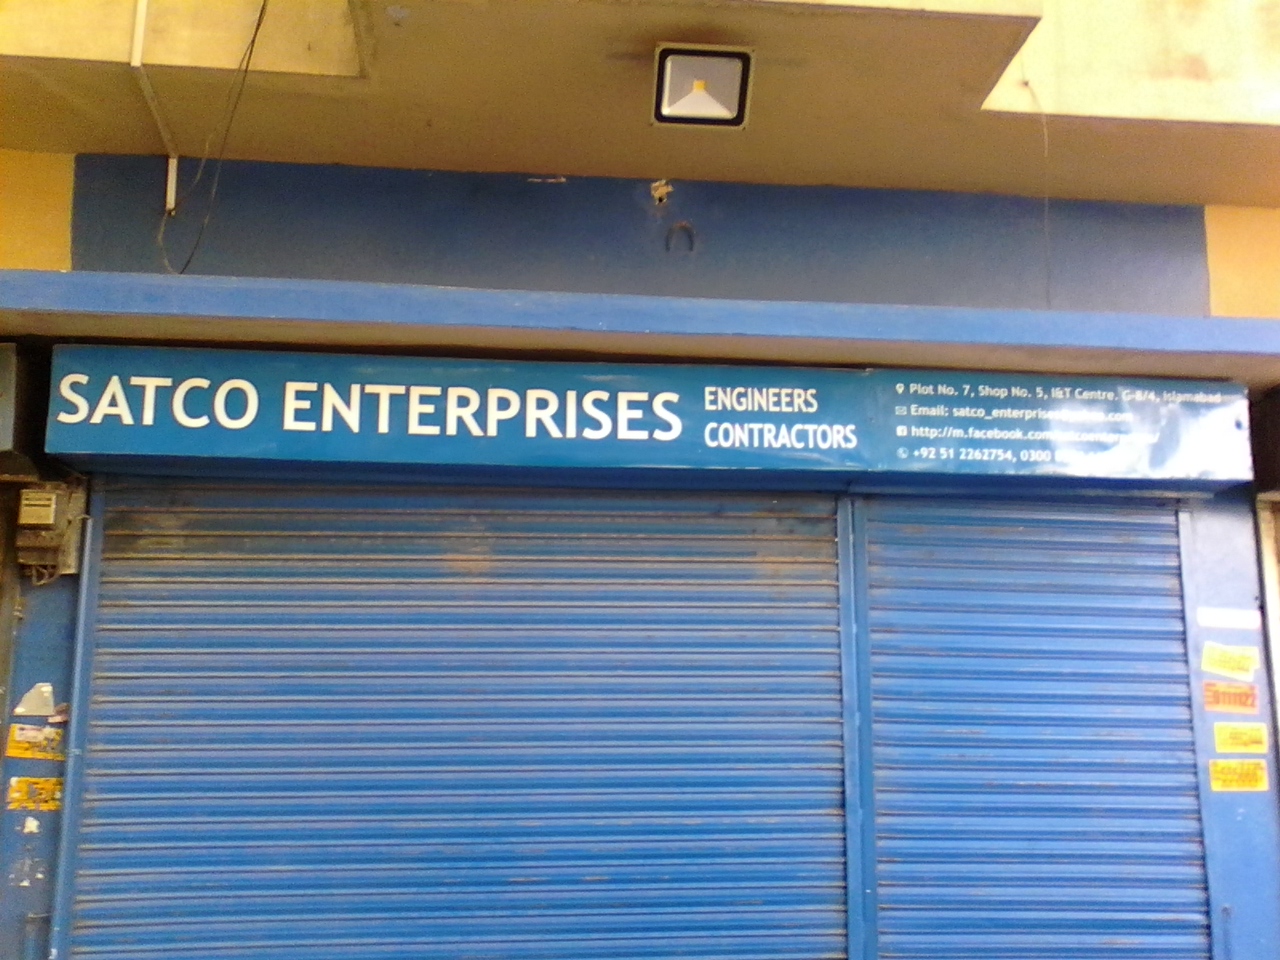 SATCO ENTERPRISES
ENGINEERS
CONTRACTORS
Plot No. 7, Shop No. 5, I&T Centre. G-8/4, Islamabad
Email:
http://m.facebook.com/
+92 51 2262754, 0300